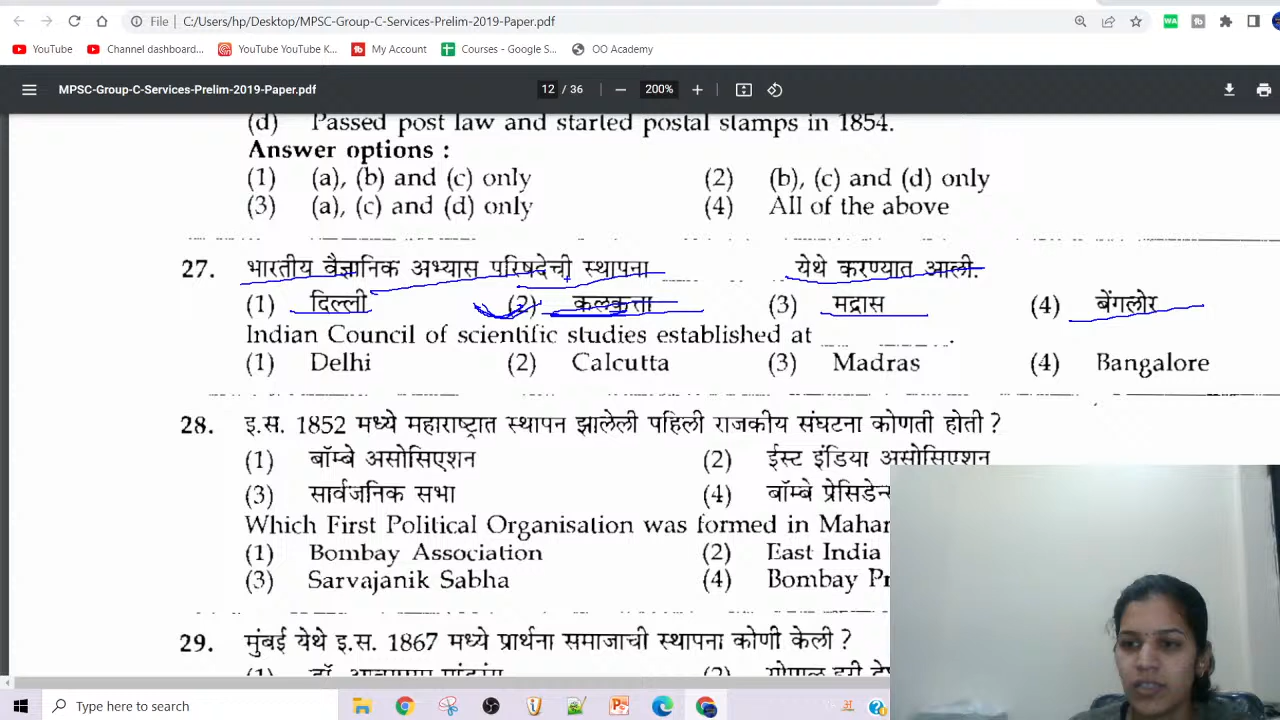 File C:/Users/hp/Desktop/MPSC-Group-C-Services-Prelim-2019-Paper.pdf
YouTube Channel dashboard... YouTube YouTube K... My Account Courses - Google S... OO Academy
MPSC-Group-C-Services-Prelim-2019-Paper.pdf 12 / 36 200%
(d) Passed post law and started postal stamps in 1854.
Answer options :
(1) (a), (b) and (c) only (2) (b), (c) and (d) only
(3) (a), (c) and (d) only (4) All of the above
27. भारतीय वैज्ञानिक अभ्यास परिषदेची स्थापना येथे करण्यात आली.
(1) दिल्ली (2) कलकत्ता (3) मद्रास (4) बेंगलोर
Indian Council of scientific studies established at .
(1) Delhi (2) Calcutta (3) Madras (4) Bangalore
28. इ.स. 1852 मध्ये महाराष्ट्रात स्थापन झालेली पहिली राजकीय संघटना कोणती होती ?
(1) बॉम्बे असोसिएशन (2) ईस्ट इंडिया असोसिएशन
(3) सार्वजनिक सभा (4) बॉम्बे
Which First Political Organisation was formed in
(1) Bombay Association (2) East India
(3) Sarvajanik Sabha (4) Bombay
29. मुंबई येथे इ.स. 1867 मध्ये प्रार्थना समाजाची स्थापना कोणी केली ?
Type here to search